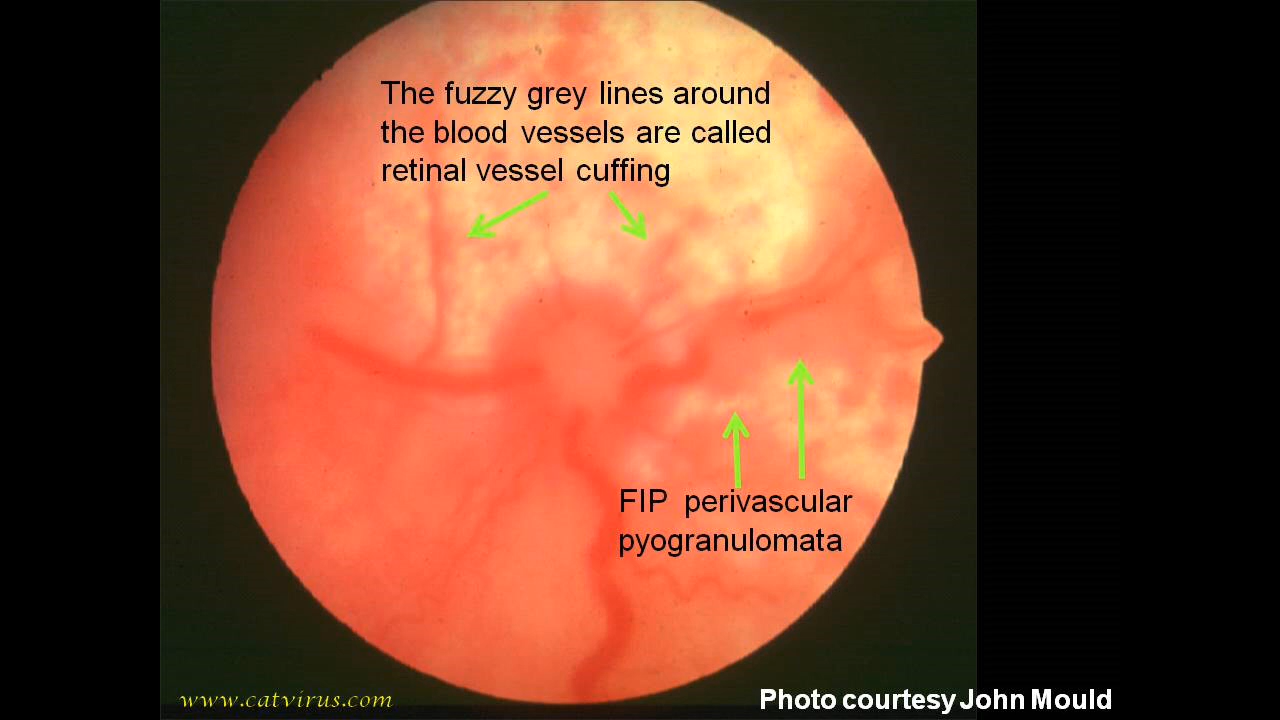 The fuzzy grey lines around
the blood vessels are called
retinal vessel cuffing
FIP perivascular
pyogranulomata
www.catvirus.com
Photo courtesy John Mould